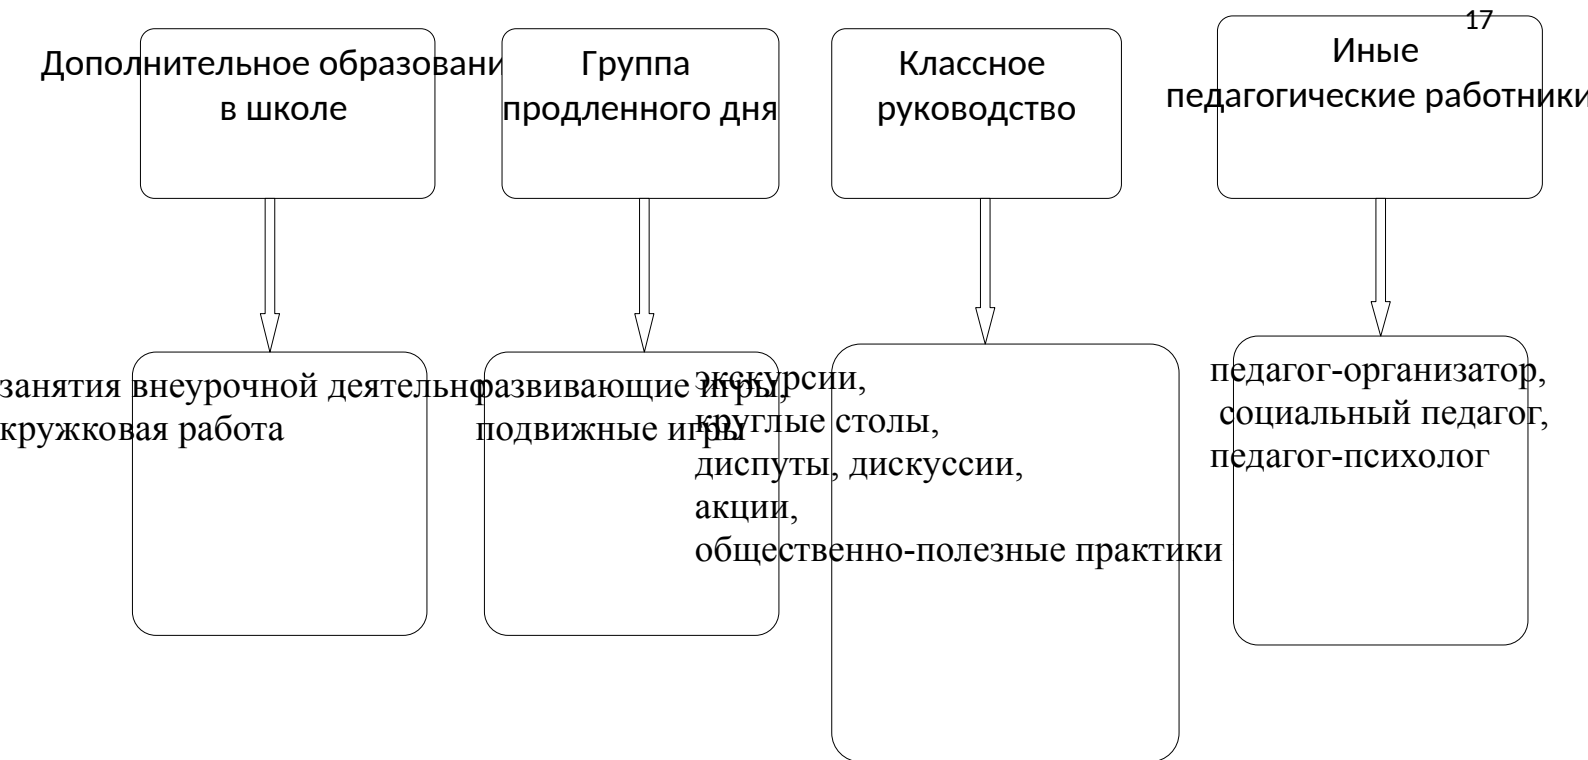 17
Дополнительное образовани
в школе
Группа
продленного дня
Классное
руководство
Иные
педагогические работники
занятия внеурочной деятельно
кружковая работа
развивающие игры,
подвижные игры
экскурсии,
круглые столы,
диспуты, дискуссии,
акции,
общественно-полезные практики
педагог-организатор,
социальный педагог,
педагог-психолог